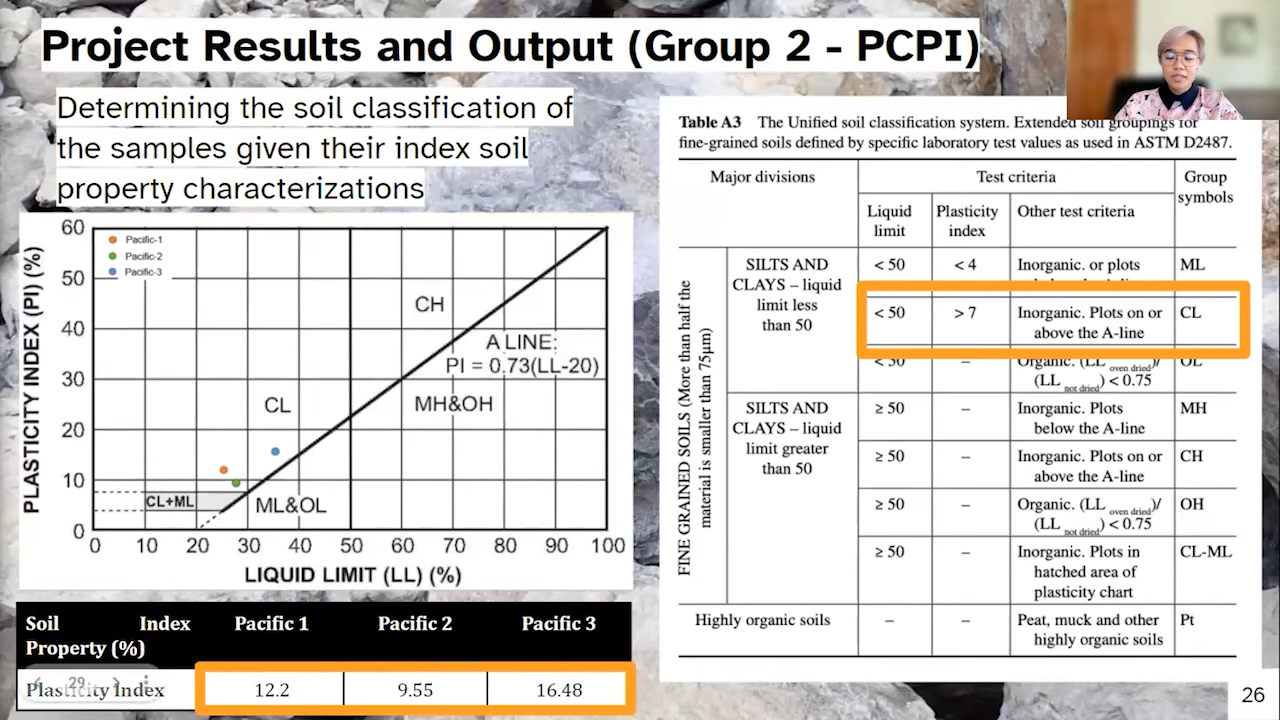 Project Results and Output (Group 2 - PCPI)
Determining the soil classification of
the samples given their index soil
property characterizations
PLASTICITY INDEX (PI) (%)
60
50
40
30
20
10
0
Pacific-1
Pacific-2
Pacific-3
CH
A LINE:
PI = 0.73(LL-20)
CL
MH&OH
CL+ML
ML&OL
0 10 20 30 40 50 60 70 80 90 100
LIQUID LIMIT (LL) (%)
Soil Index
Property (%)
Pacific 1 Pacific 2 Pacific 3
Plasticity Index 12.2 9.55 16.48
29
Table A3 The Unified soil classification system. Extended soil groupings for
fine-grained soils defined by specific laboratory test values as used in ASTM D2487.
Major divisions Test criteria Group
symbols
Liquid
limit
Plasticity
index
Other test criteria
FINE GRAINED SOILS (More than half the
material is smaller than 75μm)
SILTS AND
CLAYS – liquid
limit less
than 50
< 50 < 4 Inorganic. or plots ML
< 50 > 7 Inorganic. Plots on or
above the A-line
CL
< 50 – Organic. (LL oven dried)/
(LL not dried) < 0.75
OL
SILTS AND
CLAYS – liquid
limit greater
than 50
≥ 50 – Inorganic. Plots
below the A-line
MH
≥ 50 – Inorganic. Plots on or
above the A-line
CH
≥ 50 – Organic. (LL oven dried)/
(LL not dried) < 0.75
OH
≥ 50 – Inorganic. Plots in
hatched area of
plasticity chart
CL-ML
Highly organic soils – – Peat, muck and other
highly organic soils
Pt
26